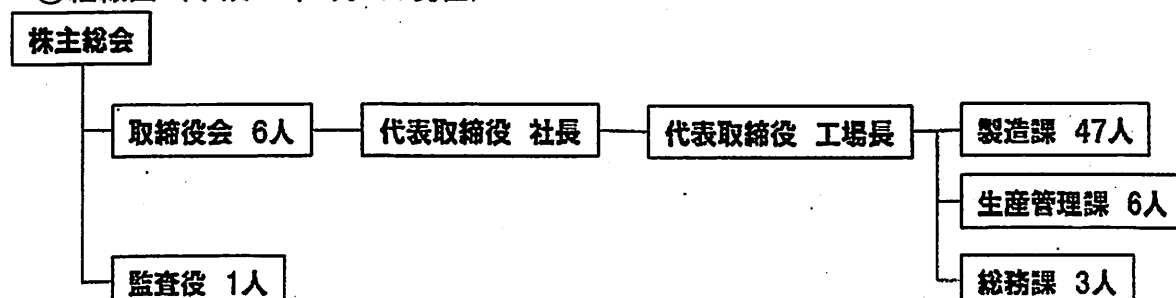 株主総会
取締役会 6人
代表取締役 社長
代表取締役 工場長
製造課 47人
生産管理課 6人
監査役 1人
総務課 3人